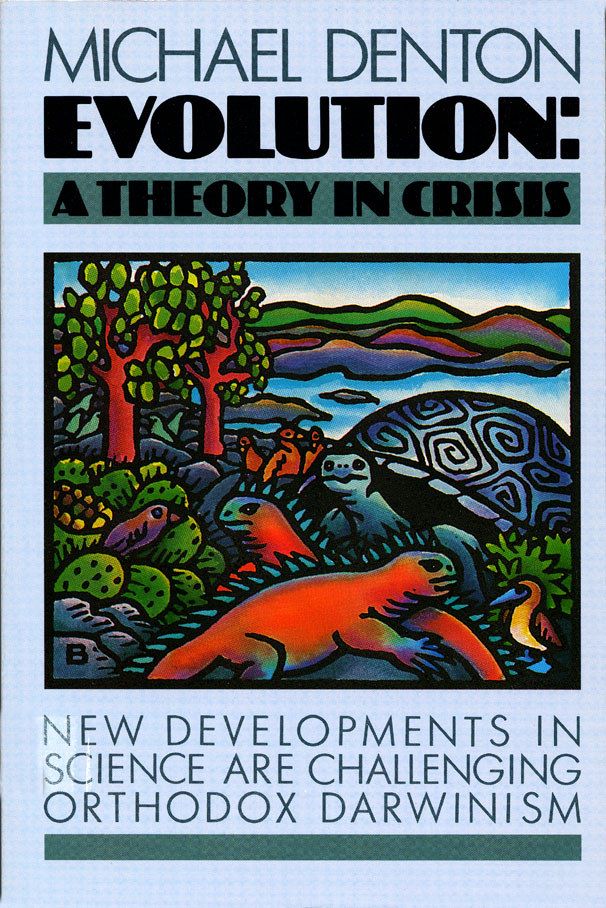 MICHAEL DENTON
EVOLUTION:
A THEORY IN CRISIS
B
NEW DEVELOPMENTS IN
SCIENCE ARE CHALLENGING
ORTHODOX DARWINISM